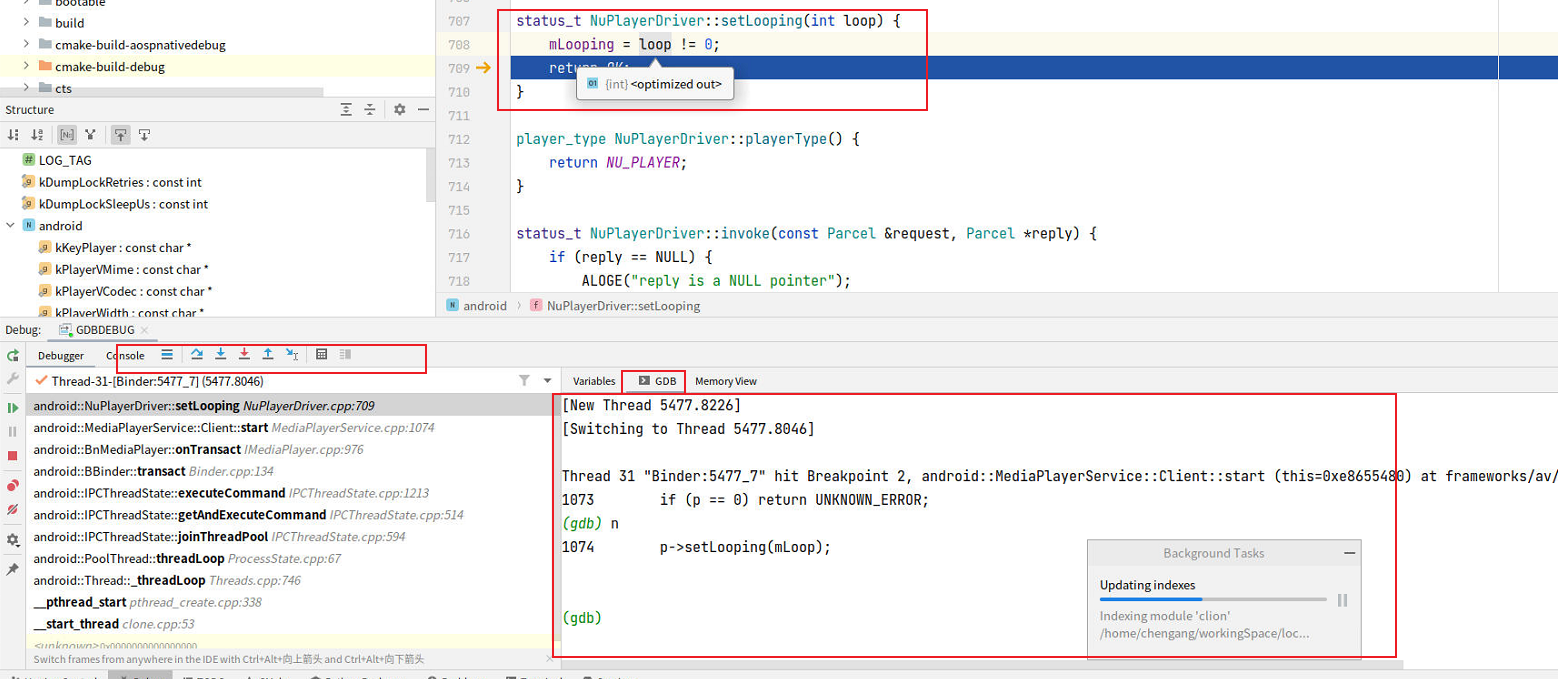 bootable
build
cmake-build-aospnativedebug
cmake-build-debug
cts
Structure
LOG_TAG
kDumpLockRetries : const int
kDumpLockSleepUs : const int
android
kKeyPlayer : const char *
kPlayerVMime : const char *
kPlayerVCodec : const char *
kPlayerWidth : const char *
707 status_t NuPlayerDriver::setLooping(int loop) {
708 mLooping = loop != 0;
709 return OK;
{int} <optimized out>
710 }
711
712 player_type NuPlayerDriver::playerType() {
713 return NU_PLAYER;
714 }
715
716 status_t NuPlayerDriver::invoke(const Parcel &request, Parcel *reply) {
717 if (reply == NULL) {
718 ALOGE("reply is a NULL pointer");
android › NuPlayerDriver::setLooping
Debug: GDBDEBUG
Debugger Console
Thread-31-[Binder:5477_7] (5477.8046)
android::NuPlayerDriver::setLooping NuPlayerDriver.cpp:709
android::MediaPlayerService::Client::start MediaPlayerService.cpp:1074
android::BnMediaPlayer::onTransact IMediaPlayer.cpp:976
android::BBinder::transact Binder.cpp:134
android::IPCThreadState::executeCommand IPCThreadState.cpp:1213
android::IPCThreadState::getAndExecuteCommand IPCThreadState.cpp:514
android::IPCThreadState::joinThreadPool IPCThreadState.cpp:594
android::PoolThread::threadLoop ProcessState.cpp:67
android::Thread::_threadLoop Threads.cpp:746
__pthread_start pthread_create.cpp:338
__start_thread clone.cpp:53
<unknown> 0x0000000000000000
Switch frames from anywhere in the IDE with Ctrl+Alt+向上箭头 and Ctrl+Alt+向下箭头
Variables GDB Memory View
[New Thread 5477.8226]
[Switching to Thread 5477.8046]
Thread 31 "Binder:5477_7" hit Breakpoint 2, android::MediaPlayerService::Client::start (this=0xe8655480) at frameworks/av/
1073 if (p == 0) return UNKNOWN_ERROR;
(gdb) n
1074 p->setLooping(mLoop);
(gdb)
Background Tasks
Updating indexes
Indexing module 'clion'
/home/chengang/workingSpace/loc...